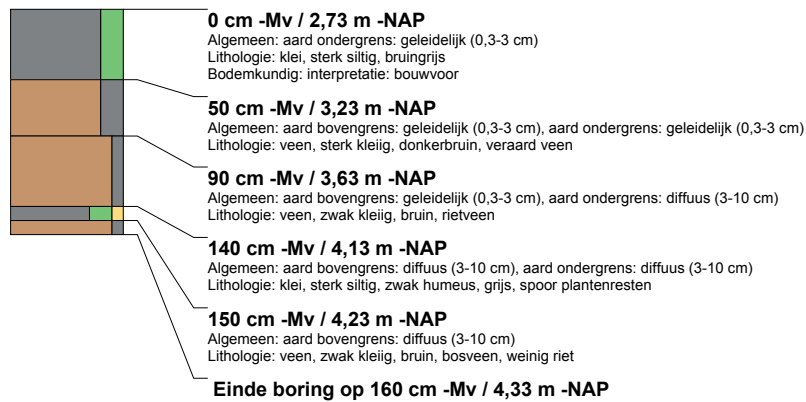 0 cm -Mv / 2,73 m -NAP
Algemeen: aard ondergrens: geleidelijk (0,3-3 cm)
Lithologie: klei, sterk siltig, bruingrijs
Bodemkundig: interpretatie: bouwvoor
50 cm -Mv / 3,23 m -NAP
Algemeen: aard bovengrens: geleidelijk (0,3-3 cm), aard ondergrens: geleidelijk (0,3-3 cm)
Lithologie: veen, sterk kleiig, donkerbruin, veraard veen
90 cm -Mv / 3,63 m -NAP
Algemeen: aard bovengrens: geleidelijk (0,3-3 cm), aard ondergrens: diffuus (3-10 cm)
Lithologie: veen, zwak kleiig, bruin, rietveen
140 cm -Mv / 4,13 m -NAP
Algemeen: aard bovengrens: diffuus (3-10 cm), aard ondergrens: diffuus (3-10 cm)
Lithologie: klei, sterk siltig, zwak humeus, grijs, spoor plantenresten
150 cm -Mv / 4,23 m -NAP
Algemeen: aard bovengrens: diffuus (3-10 cm)
Lithologie: veen, zwak kleiig, bruin, bosveen, weinig riet
Einde boring op 160 cm -Mv / 4,33 m -NAP